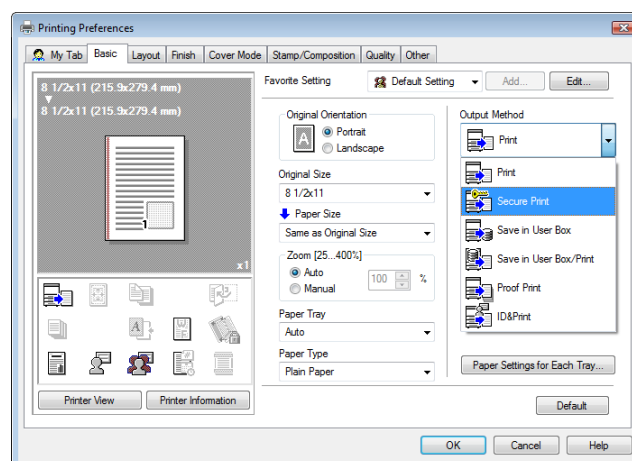 Printing Preferences
My Tab Basic Layout Finish Cover Mode Stamp/Composition Quality Other
8 1/2x11 (215.9x279.4 mm)
8 1/2x11 (215.9x279.4 mm)
1
x1
Favorite Setting
Default Setting
Add...
Edit...
Original Orientation
A
Portrait
Landscape
Original Size
8 1/2x11
Paper Size
Same as Original Size
Zoom [25...400%]
Auto
Manual
100
%
Paper Tray
Auto
Paper Type
Plain Paper
Output Method
Print
Print
Secure Print
Save in User Box
Save in User Box/Print
Proof Print
ID&Print
Paper Settings for Each Tray...
Printer View
Printer Information
Default
OK
Cancel
Help